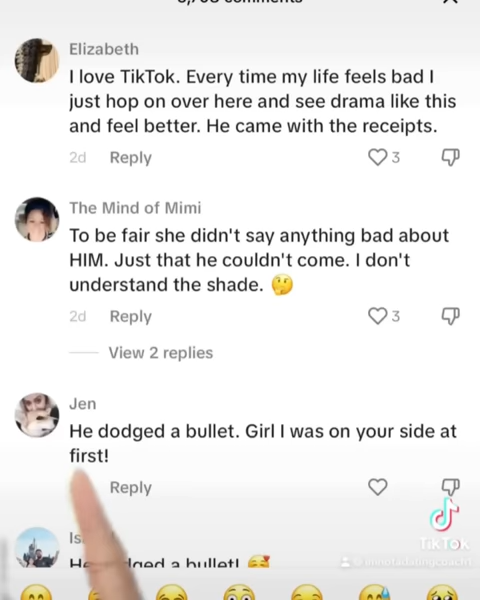 Elizabeth
I love TikTok. Every time my life feels bad I
just hop on over here and see drama like this
and feel better. He came with the receipts.
2d Reply 3
The Mind of Mimi
To be fair she didn't say anything bad about
HIM. Just that he couldn't come. I don't
understand the shade. 🤔
2d Reply 3
View 2 replies
Jen
He dodged a bullet. Girl I was on your side at
first!
Reply
TikTok
a bullet! 🥰